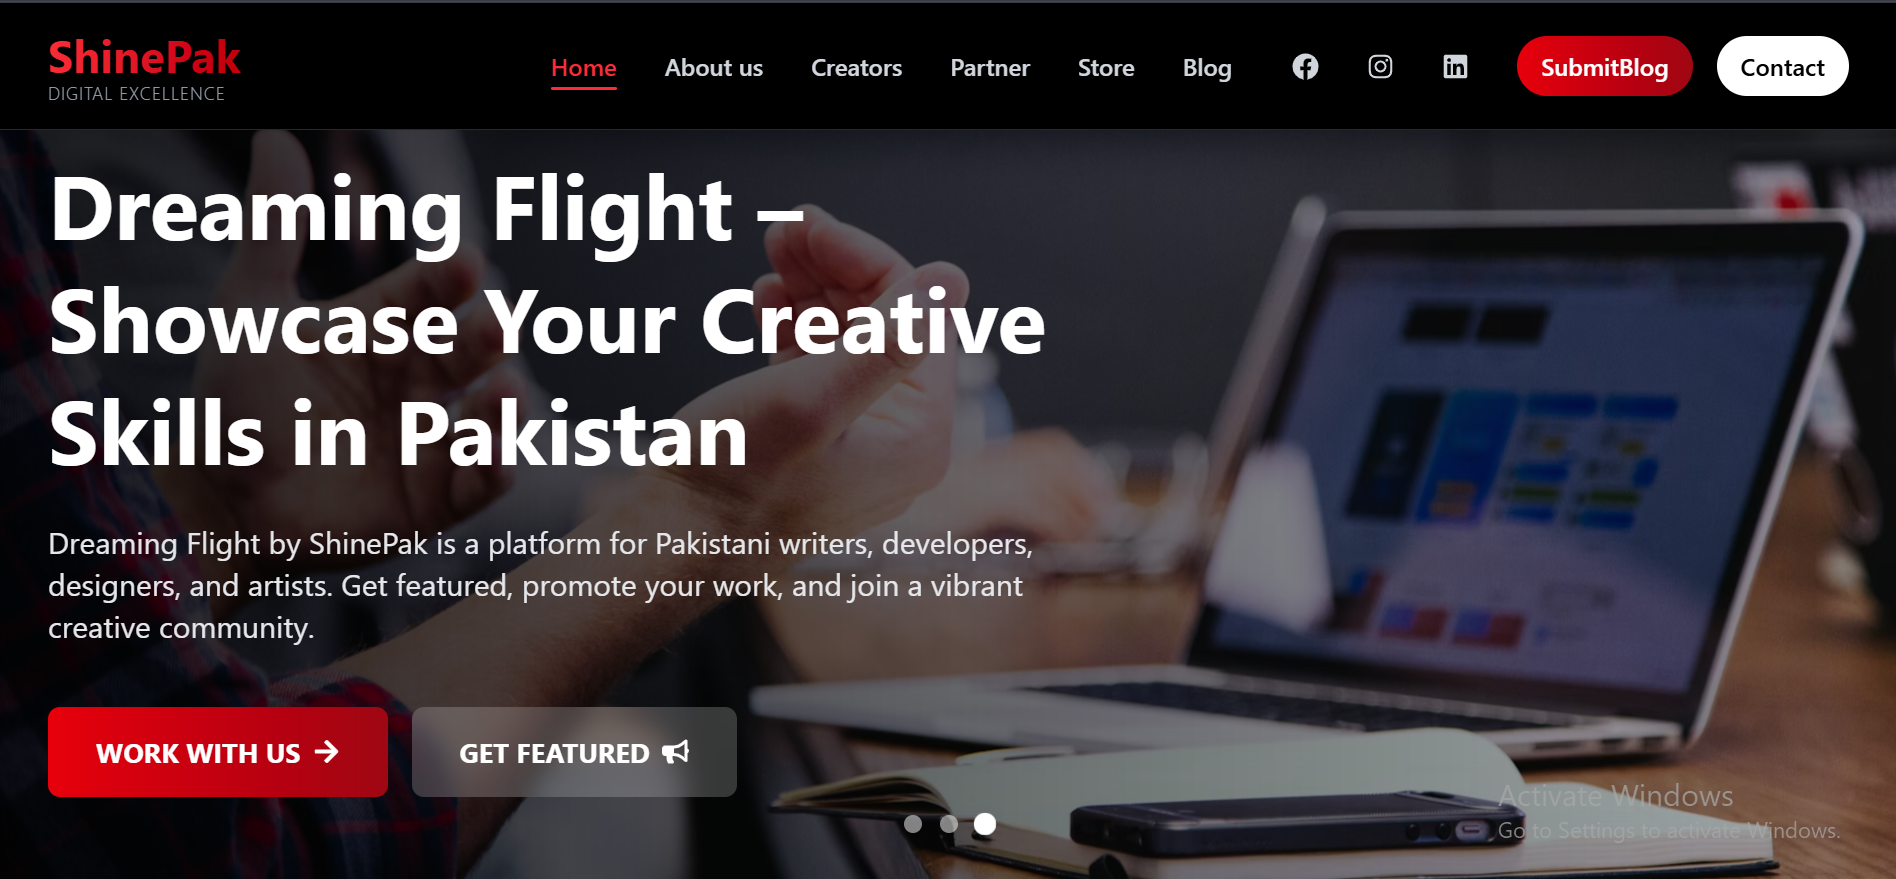 ShinePak
DIGITAL EXCELLENCE
Home
About us
Creators
Partner
Store
Blog
SubmitBlog
Contact
Dreaming Flight –
Showcase Your Creative
Skills in Pakistan
Dreaming Flight by ShinePak is a platform for Pakistani writers, developers,
designers, and artists. Get featured, promote your work, and join a vibrant
creative community.
WORK WITH US
GET FEATURED
Activate Windows
Go to Settings to activate Windows.